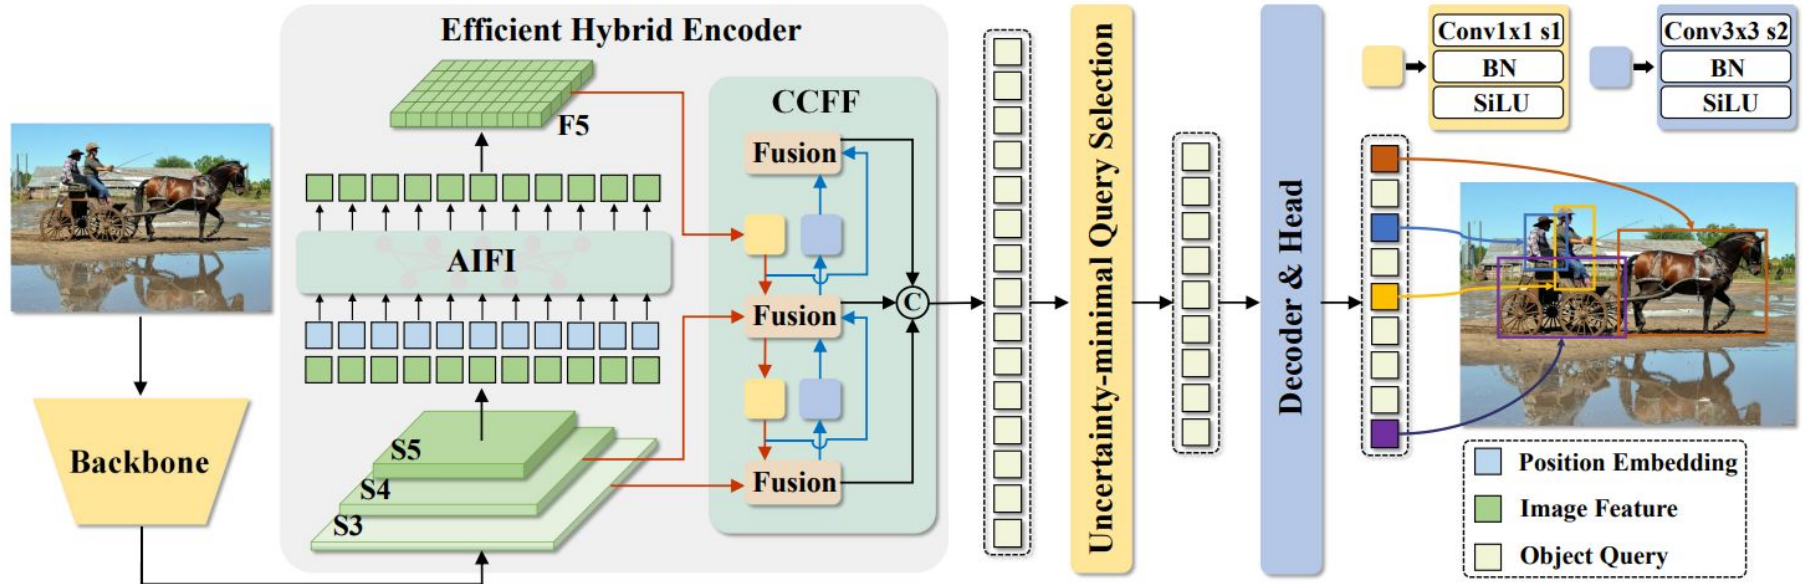 Efficient Hybrid Encoder
F5
CCFF
Fusion
AIFI
Fusion
C
Fusion
S5
S4
S3
Backbone
Uncertainty-minimal Query Selection
Decoder & Head
Conv1x1 s1
BN
SiLU
Conv3x3 s2
BN
SiLU
Position Embedding
Image Feature
Object Query